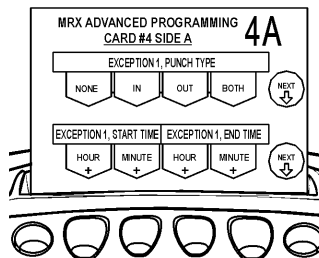 MRX ADVANCED PROGRAMMING
CARD #4 SIDE A
4A
EXCEPTION 1, PUNCH TYPE
NONE IN OUT BOTH NEXT
EXCEPTION 1, START TIME EXCEPTION 1, END TIME
HOUR MINUTE HOUR MINUTE NEXT
+ + + +